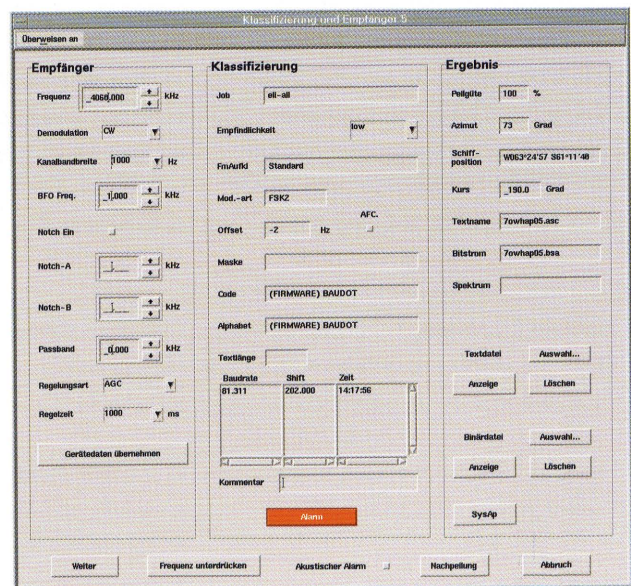 Klassifizierung und Empfänger 5
Überweisen an
Empfänger
Frequenz _4068,000 kHz
Demodulation CW
Kanalbandbreite 1000 Hz
BFO Freq. _1,000 kHz
Notch Ein
Notch-A kHz
Notch-B kHz
Passband _0,000 kHz
Regelungsart AGC
Regelzeit 1000 ms
Gerätedaten übernehmen
Klassifizierung
Job ell-all
Empfindlichkeit low
FmAufkl Standard
Mod.-art FSK2
AFC.
Offset -2 Hz
Maske
Code (FIRMWARE) BAUDOT
Alphabet (FIRMWARE) BAUDOT
Textlänge
Baudrate Shift Zeit
81.311 202.000 14:17:56
Kommentar
Alarm
Ergebnis
Peilgüte 100 %
Azimut 73 Grad
Schiff-
position W063*24'57 S61*11'48
Kurs _190.0 Grad
Textname 7owhap05.asc
Bitstrom 7owhap05.bsa
Spektrum
Textdatei Auswahl...
Anzeige Löschen
Binärdatei Auswahl...
Anzeige Löschen
SysAp
Weiter Frequenz unterdrücken Akustischer Alarm Nachpeilung Abbruch